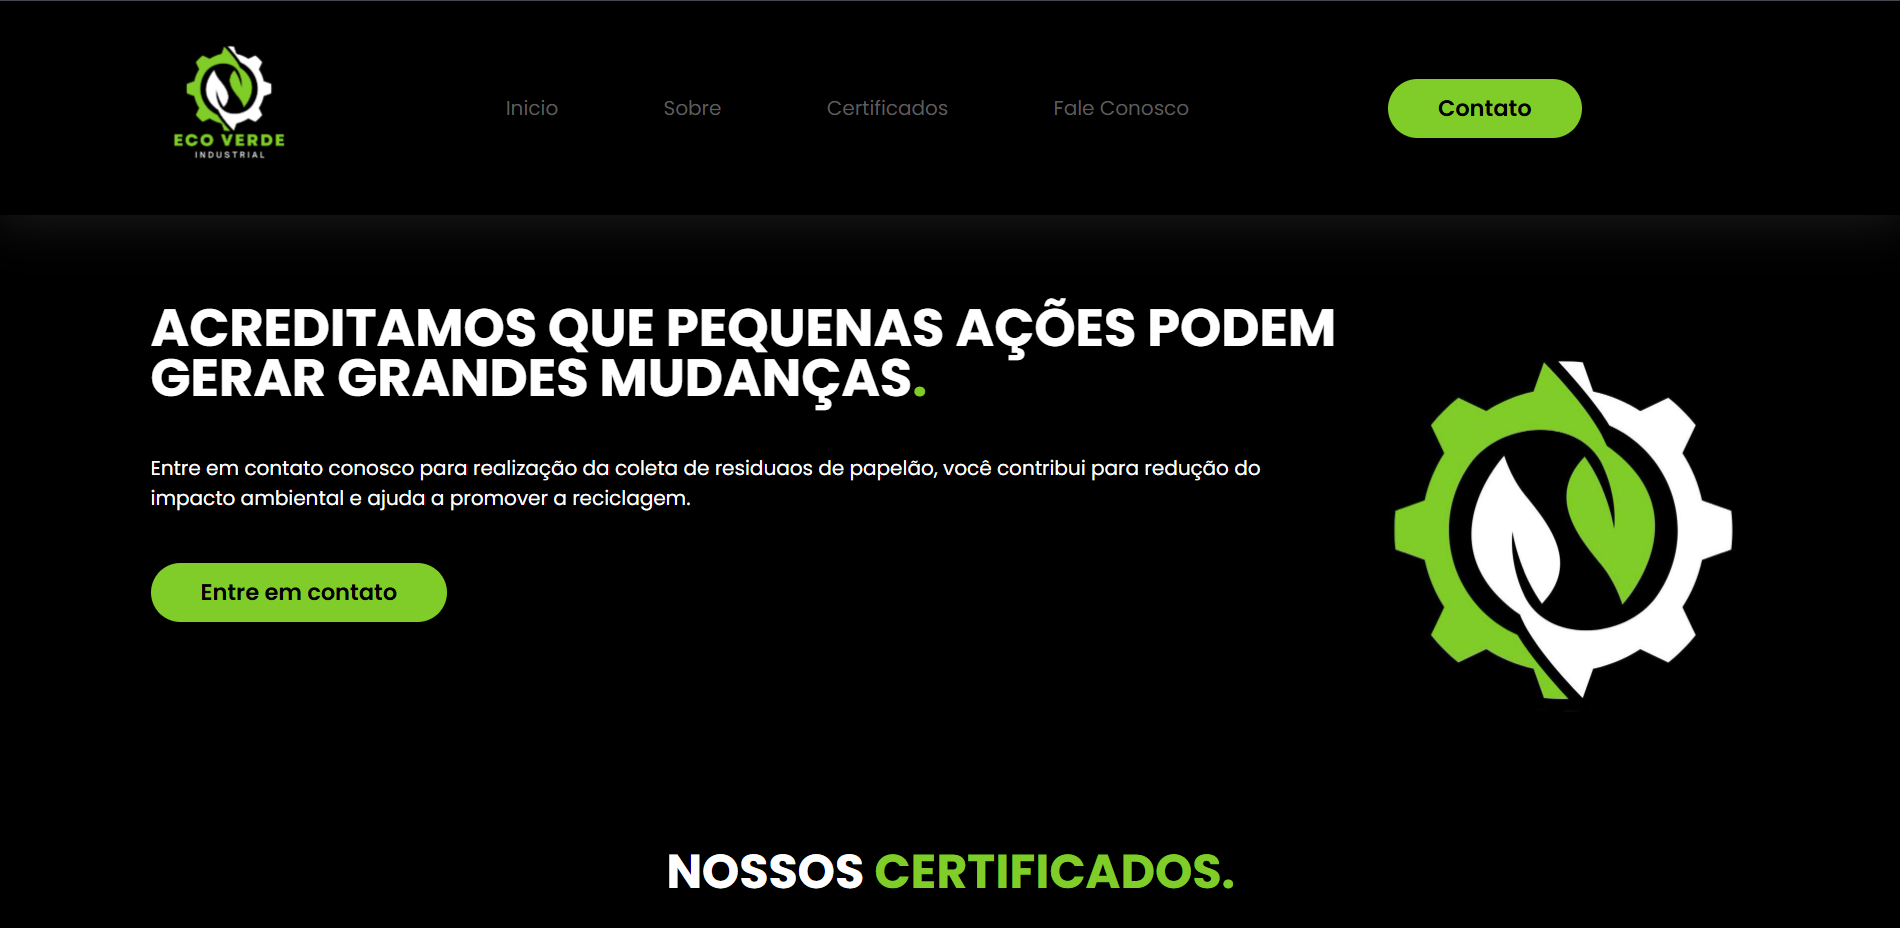 ECO VERDE
INDUSTRIAL
Inicio
Sobre
Certificados
Fale Conosco
Contato
ACREDITAMOS QUE PEQUENAS AÇÕES PODEM
GERAR GRANDES MUDANÇAS.
Entre em contato conosco para realização da coleta de residuaos de papelão, você contribui para redução do
impacto ambiental e ajuda a promover a reciclagem.
Entre em contato
NOSSOS CERTIFICADOS.